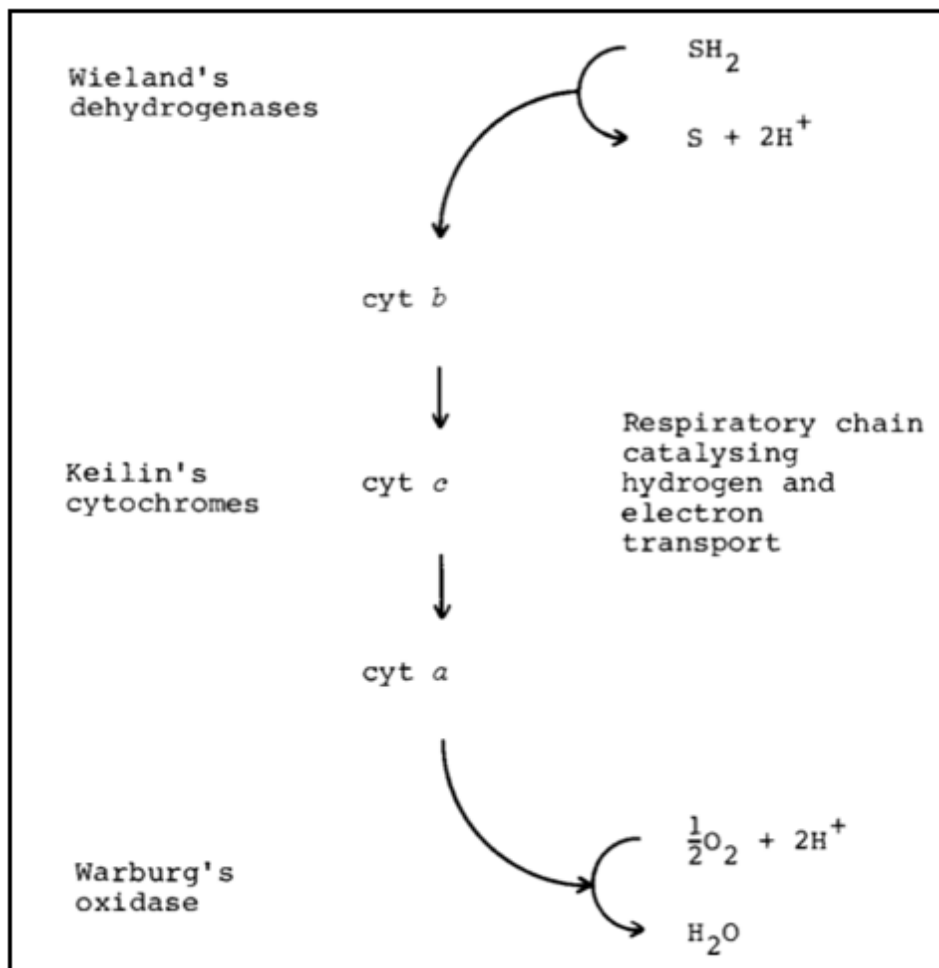 Wieland's
dehydrogenases
SH₂
S + 2H⁺
cyt b
Keilin's
cytochromes
cyt c
Respiratory chain
catalysing
hydrogen and
electron
transport
cyt a
Warburg's
oxidase
½O₂ + 2H⁺
H₂O